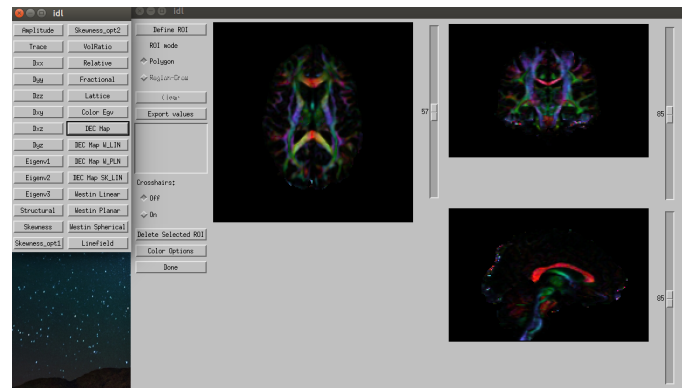 idl
Amplitude
Skewness_opt2
Trace
VolRatio
Dxx
Relative
Dyy
Fractional
Dzz
Lattice
Dxy
Color Egv
Dxz
DEC Map
Dyz
DEC Map W_LIN
Eigenv1
DEC Map W_PLN
Eigenv2
DEC Map SK_LIN
Eigenv3
Westin Linear
Structural
Westin Planar
Skewness
Westin Spherical
Skewness_opt1
Linefield
idl
Define ROI
ROI mode
Polygon
Region-Grow
Clear
Export values
Crosshairs:
Off
On
Delete Selected ROI
Color Options
Done
57
85
85